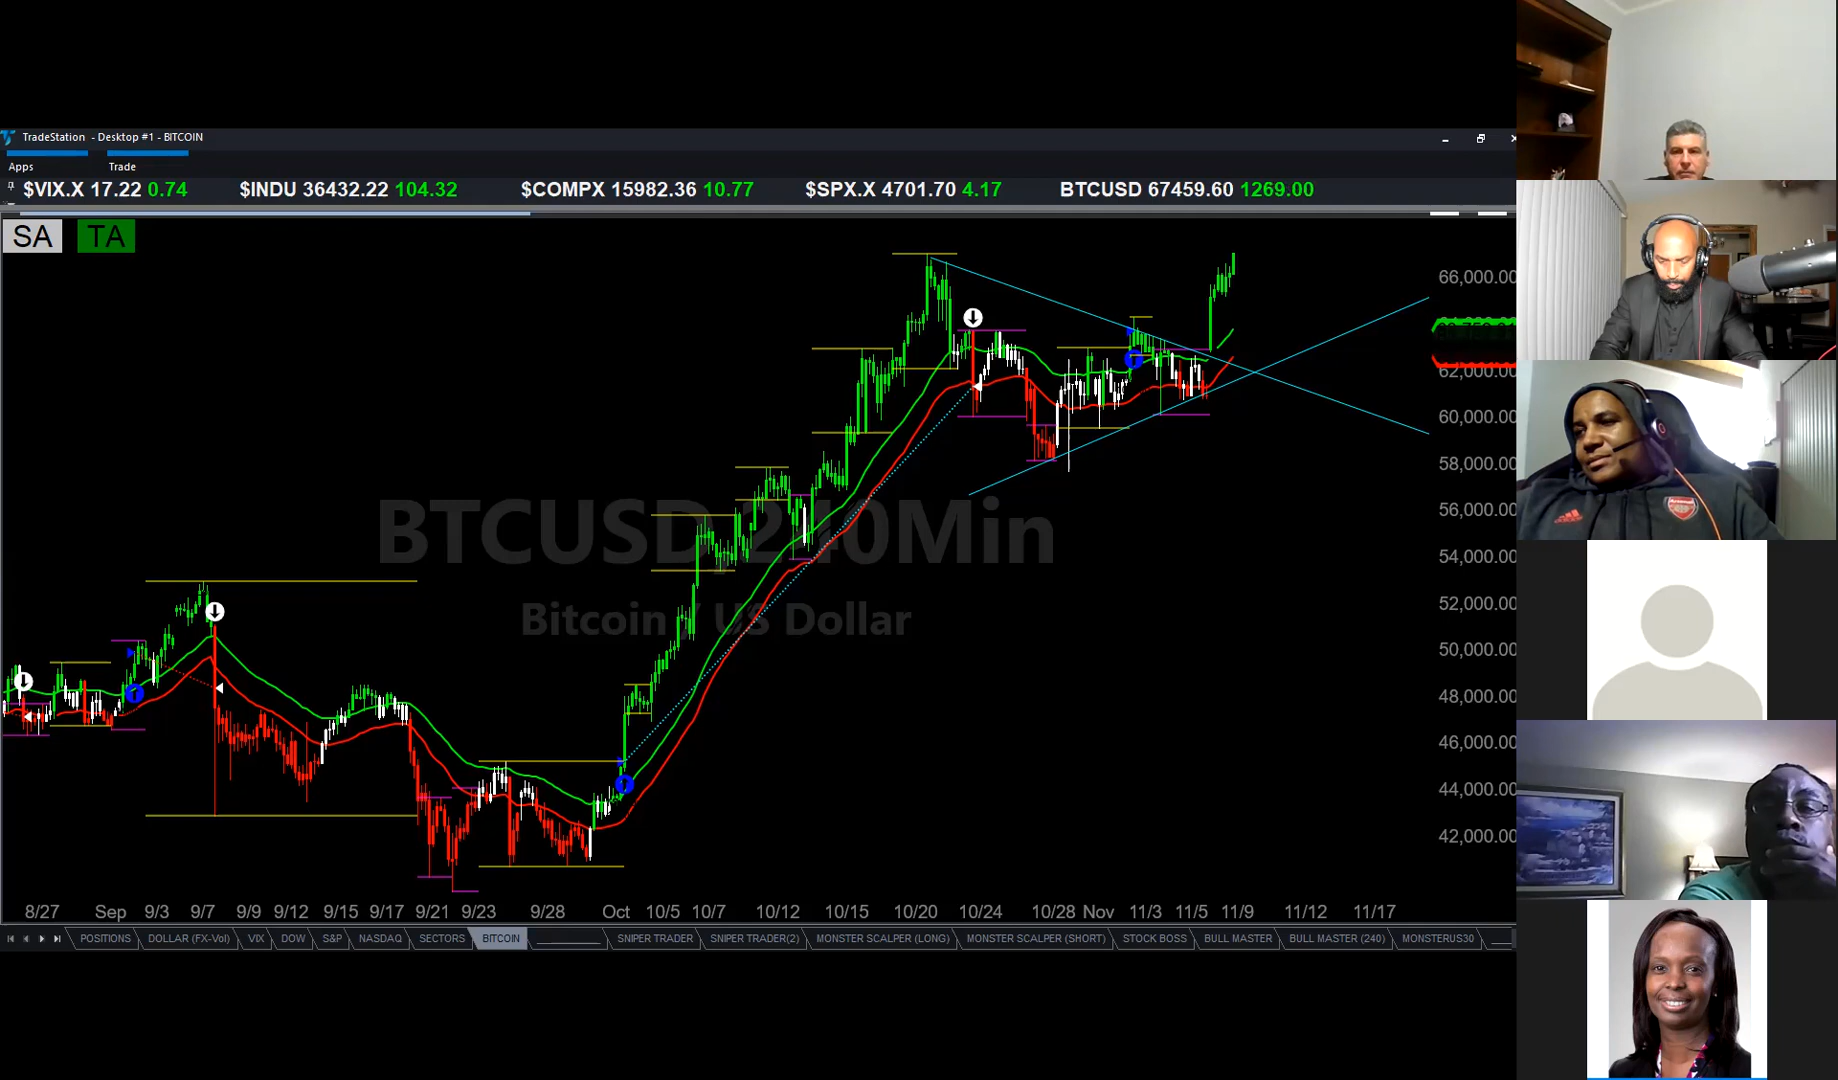 TradeStation - Desktop #1 - BITCOIN
Apps Trade
$VIX.X 17.22 0.74 $INDU 36432.22 104.32 $COMPX 15982.36 10.77 $SPX.X 4701.70 4.17 BTCUSD 67459.60 1269.00
SA TA
66,000.00
62,000.00
60,000.00
58,000.00
56,000.00
BTCUSD,240Min
54,000.00
52,000.00
Bitcoin / US Dollar
50,000.00
48,000.00
46,000.00
44,000.00
42,000.00
8/27 Sep 9/3 9/7 9/9 9/12 9/15 9/17 9/21 9/23 9/28 Oct 10/5 10/7 10/12 10/15 10/20 10/24 10/28 Nov 11/3 11/5 11/9 11/12 11/17
POSITIONS DOLLAR (FX-Vol) VIX DOW S&P NASDAQ SECTORS BITCOIN SNIPER TRADER SNIPER TRADER(2) MONSTER SCALPER (LONG) MONSTER SCALPER (SHORT) STOCK BOSS BULL MASTER BULL MASTER (240) MONSTERUS30
Arsenal